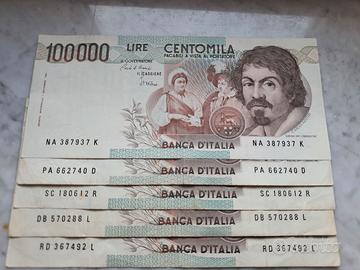 100000 LIRE CENTOMILA
PAGABILI A VISTA AL PORTATORE
IL GOVERNATORE
IL CASSIERE
NA 387937 K NA 387937 K
BANCA D'ITALIA
PA 662740 D BANCA D'ITALIA PA 662740 D
SC 180612 R BANCA D'ITALIA SC 180612 R
DB 570288 L BANCA D'ITALIA DB 570288 L
RD 367492 L BANCA D'ITALIA RD 367492 L